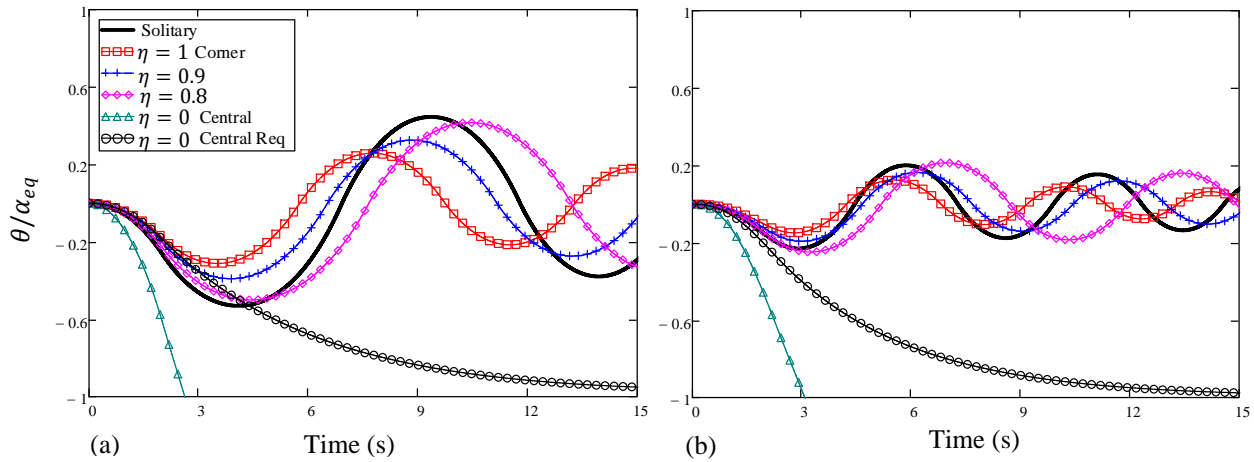 1
0.6
0.2
− 0.2
− 0.6
− 1
θ/α_eq
Solitary
η = 1 Corner
η = 0.9
η = 0.8
η = 0 Central
η = 0 Central Req
0 3 6 9 12 15
(a) Time (s)
1
0.6
0.2
− 0.2
− 0.6
− 1
0 3 6 9 12 15
(b) Time (s)